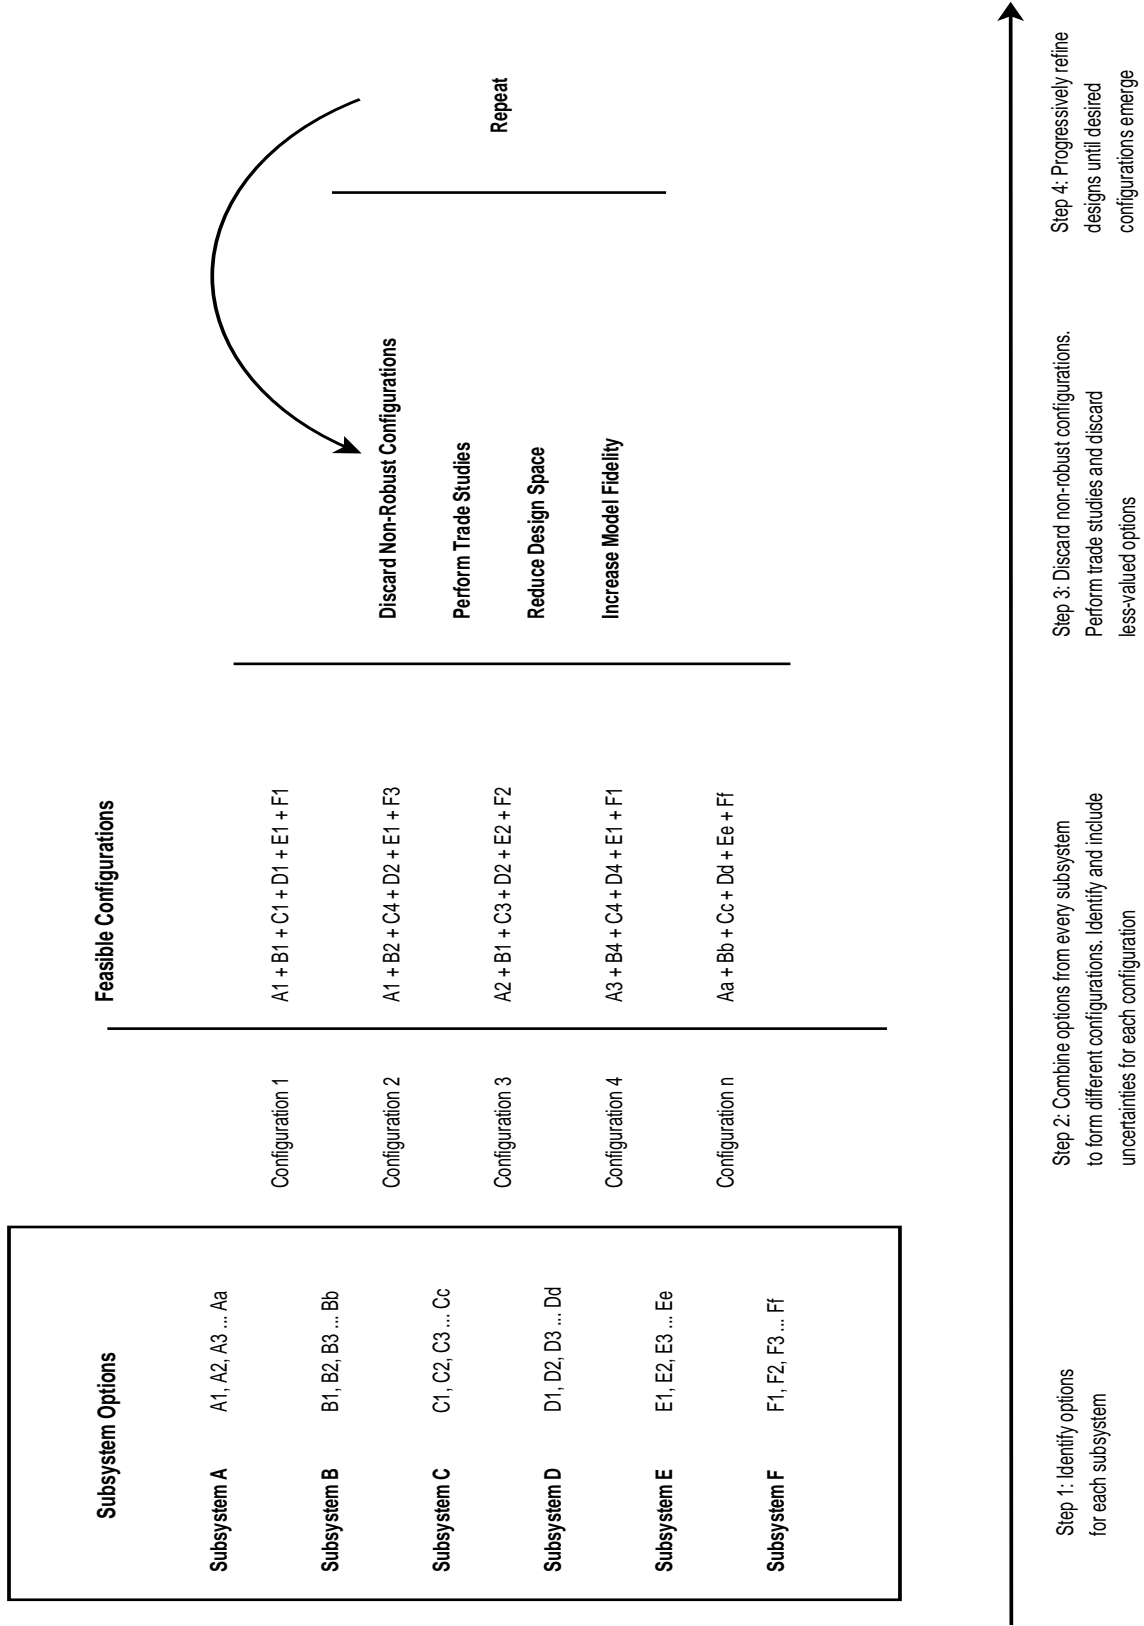 Subsystem Options
Subsystem A
A1, A2, A3 ... Aa
Subsystem B
B1, B2, B3 ... Bb
Subsystem C
C1, C2, C3 ... Cc
Subsystem D
D1, D2, D3 ... Dd
Subsystem E
E1, E2, E3 ... Ee
Subsystem F
F1, F2, F3 ... Ff
Feasible Configurations
Configuration 1
A1 + B1 + C1 + D1 + E1 + F1
Configuration 2
A1 + B2 + C4 + D2 + E1 + F3
Configuration 3
A2 + B1 + C3 + D2 + E2 + F2
Configuration 4
A3 + B4 + C4 + D4 + E1 + F1
Configuration n
Aa + Bb + Cc + Dd + Ee + Ff
Discard Non-Robust Configurations
Perform Trade Studies
Reduce Design Space
Increase Model Fidelity
Repeat
Step 1: Identify options
for each subsystem
Step 2: Combine options from every subsystem
to form different configurations. Identify and include
uncertainties for each configuration
Step 3: Discard non-robust configurations.
Perform trade studies and discard
less-valued options
Step 4: Progressively refine
designs until desired
configurations emerge